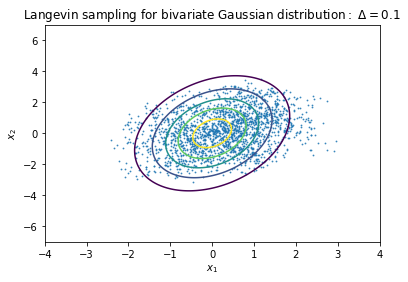 Langevin sampling for bivariate Gaussian distribution : Δ = 0.1
6
4
2
0
−2
−4
−6
x₂
−4 −3 −2 −1 0 1 2 3 4
x₁